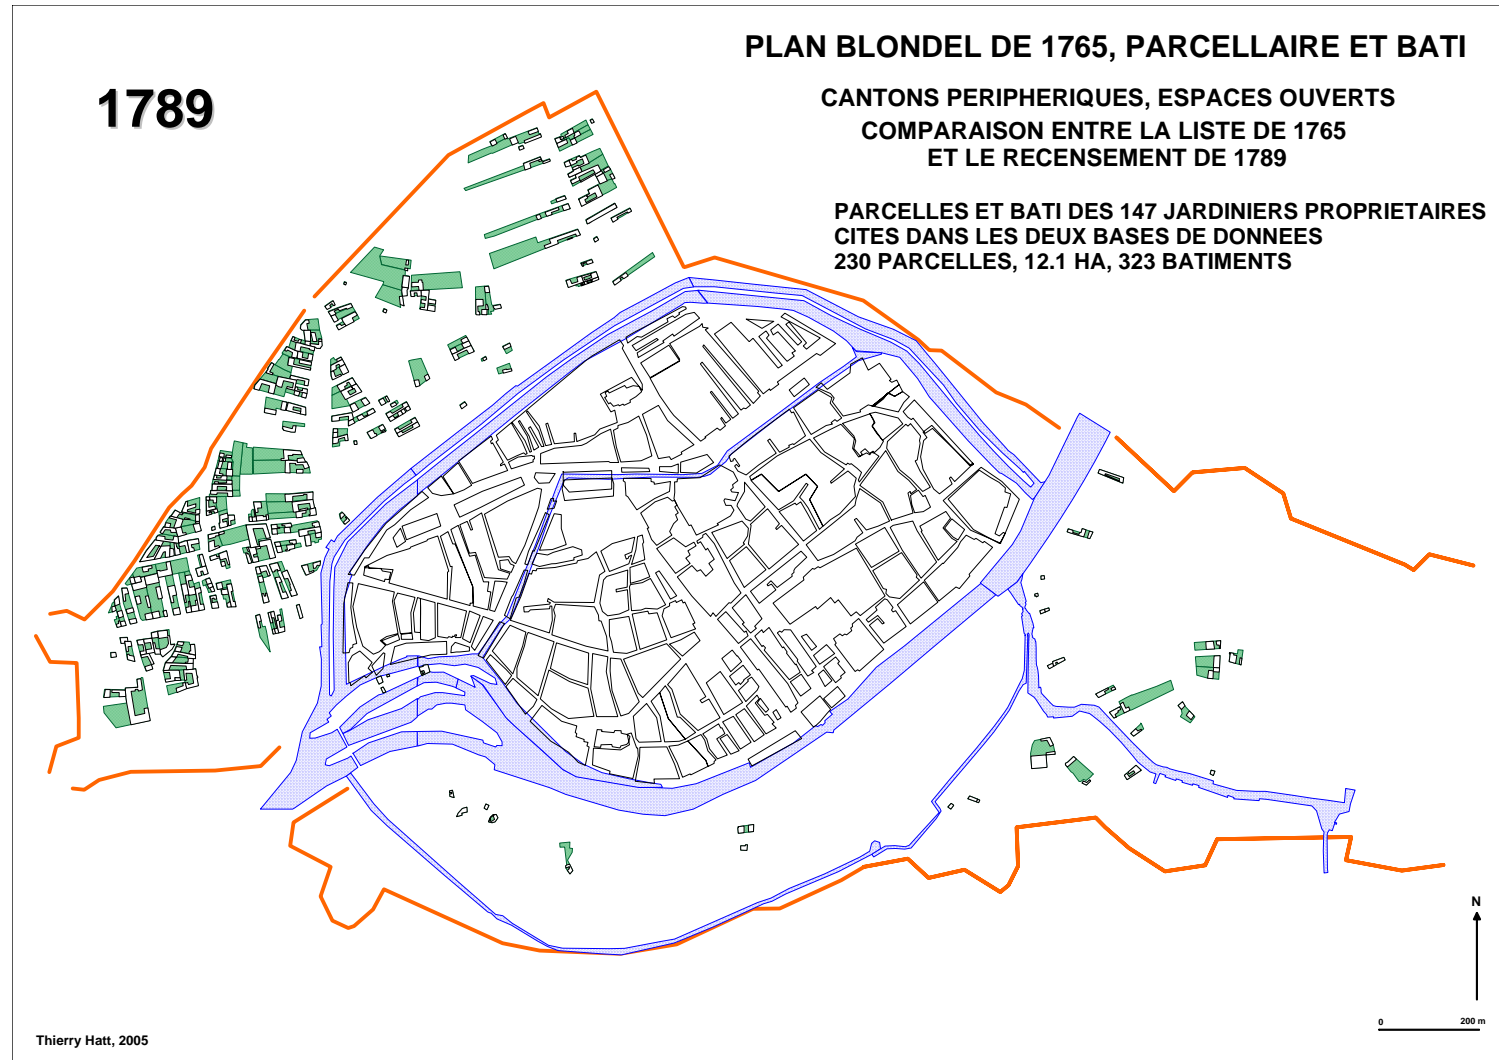 PLAN BLONDEL DE 1765, PARCELLAIRE ET BATI
1789
CANTONS PERIPHERIQUES, ESPACES OUVERTS
COMPARAISON ENTRE LA LISTE DE 1765
ET LE RECENSEMENT DE 1789
PARCELLES ET BATI DES 147 JARDINIERS PROPRIETAIRES
CITES DANS LES DEUX BASES DE DONNEES
230 PARCELLES, 12.1 HA, 323 BATIMENTS
N
0 200 m
Thierry Hatt, 2005